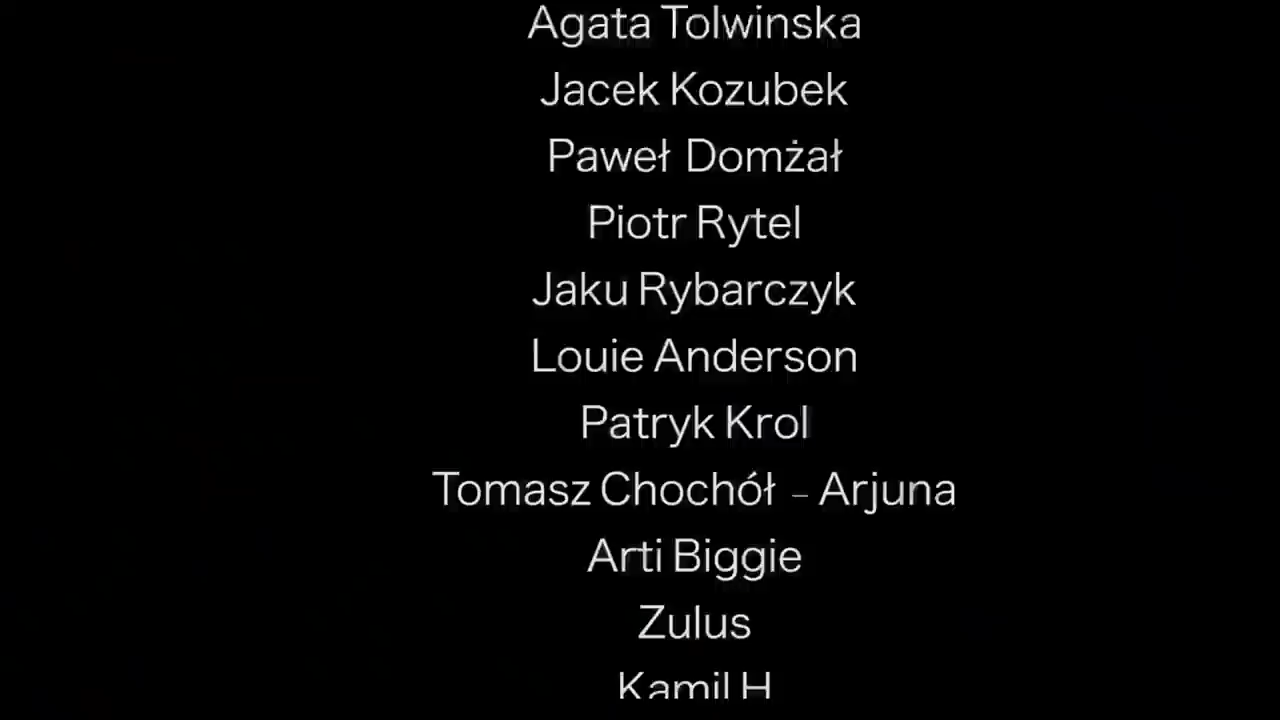 Agata Tolwinska
Jacek Kozubek
Paweł Domżał
Piotr Rytel
Jaku Rybarczyk
Louie Anderson
Patryk Krol
Tomasz Chochół – Arjuna
Arti Biggie
Zulus
Kamil H